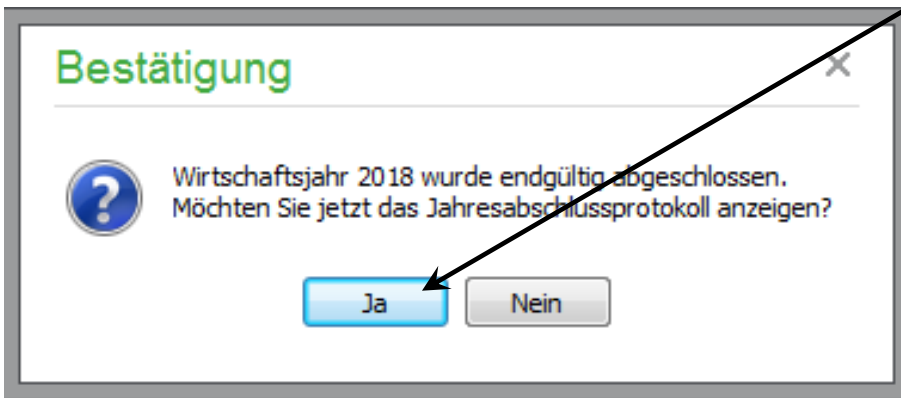 Bestätigung
Wirtschaftsjahr 2018 wurde endgültig abgeschlossen.
Möchten Sie jetzt das Jahresabschlussprotokoll anzeigen?
Ja
Nein